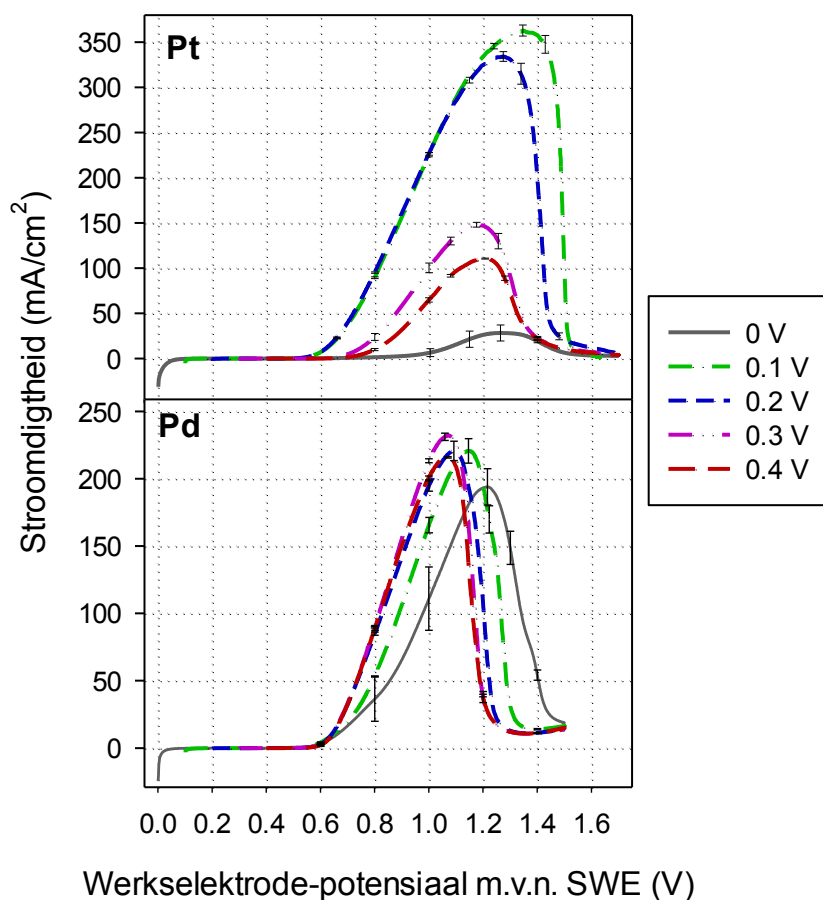 Pt
350
300
250
200
150
100
50
0
Pd
250
200
150
100
50
0
Stroomdigtheid (mA/cm²)
0.0 0.2 0.4 0.6 0.8 1.0 1.2 1.4 1.6
Werkselektrode-potensiaal m.v.n. SWE (V)
0 V
0.1 V
0.2 V
0.3 V
0.4 V